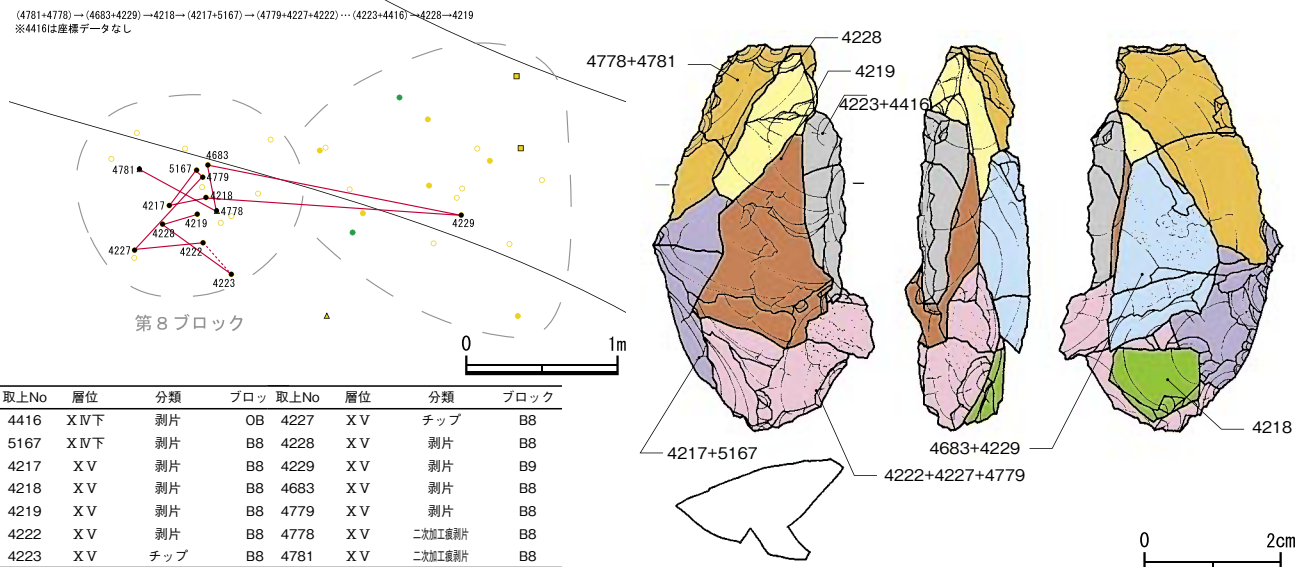 (4781+4778)→(4683+4229)→4218→(4217+5167)→(4779+4227+4222)…(4223+4416)→4228→4219
※4416は座標データなし
4683
5167
4779
4781
4218
4217
4778
4219
4228
4229
4227
4222
4223
第８ブロック
0 1m
取上No 層位 分類 ブロッ 取上No 層位 分類 ブロック
4416 ⅩⅣ下 剥片 OB 4227 ⅩⅤ チップ B8
5167 ⅩⅣ下 剥片 B8 4228 ⅩⅤ 剥片 B8
4217 ⅩⅤ 剥片 B8 4229 ⅩⅤ 剥片 B9
4218 ⅩⅤ 剥片 B8 4683 ⅩⅤ 剥片 B8
4219 ⅩⅤ 剥片 B8 4779 ⅩⅤ 剥片 B8
4222 ⅩⅤ 剥片 B8 4778 ⅩⅤ 二次加工痕剥片 B8
4223 ⅩⅤ チップ B8 4781 ⅩⅤ 二次加工痕剥片 B8
4228
4778+4781
4219
4223+4416
4218
4683+4229
4217+5167
4222+4227+4779
0 2cm